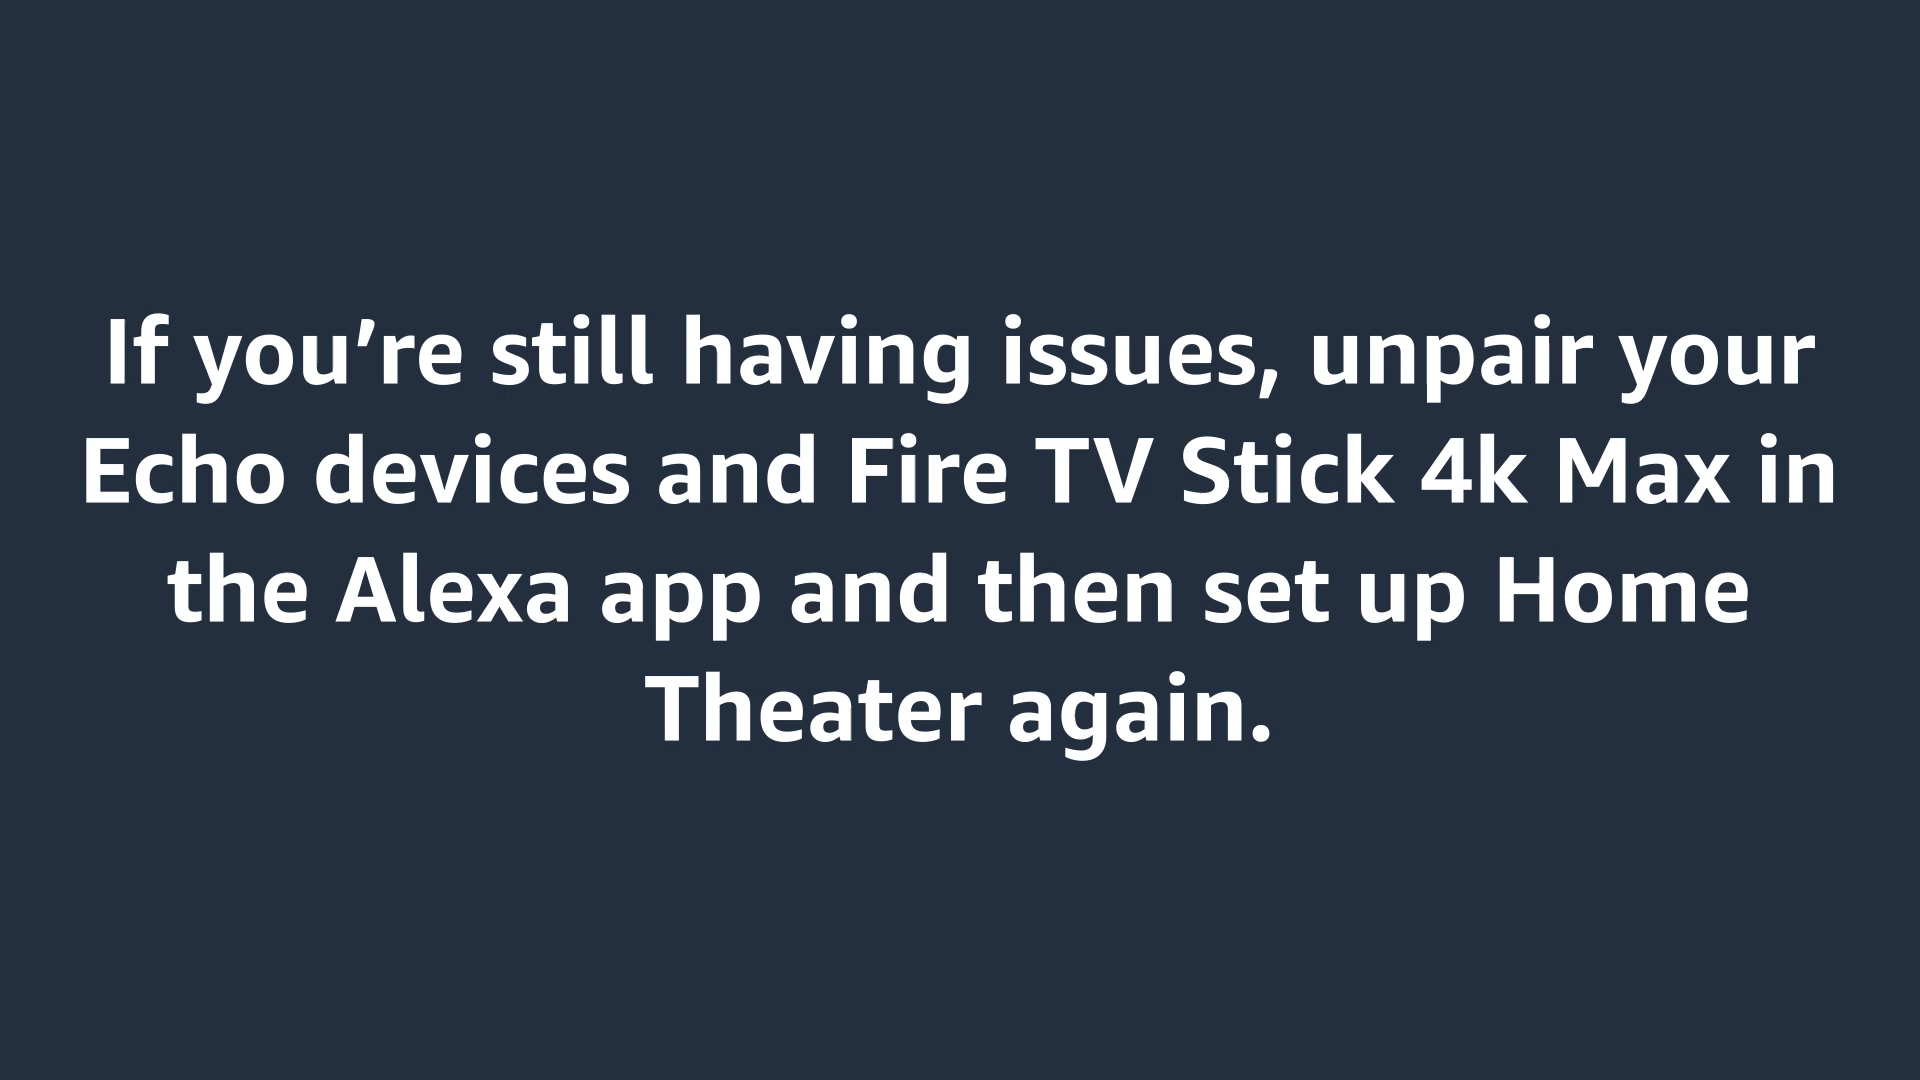 If you’re still having issues, unpair your
Echo devices and Fire TV Stick 4k Max in
the Alexa app and then set up Home
Theater again.